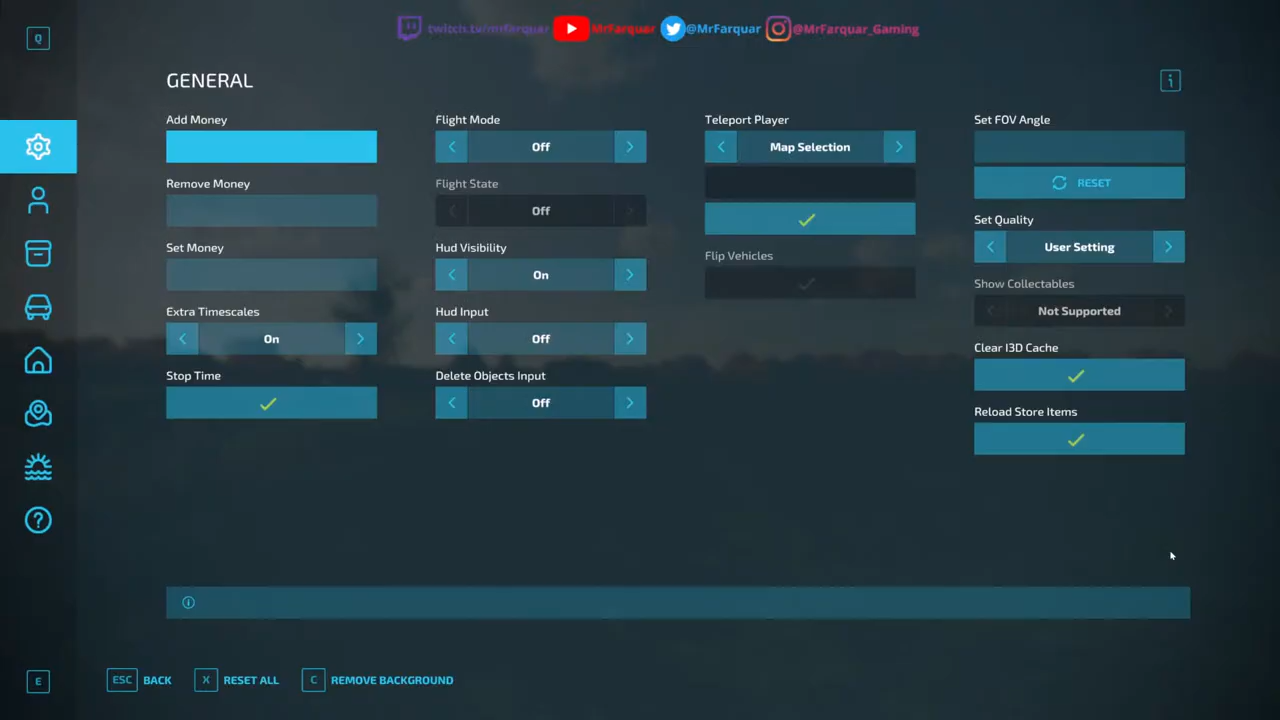 Q
twitch.tv/mrfarquar MrFarquar @MrFarquar @MrFarquar_Gaming
GENERAL
Add Money
Remove Money
Set Money
Extra Timescales
On
Stop Time
Flight Mode
Off
Flight State
Off
Hud Visibility
On
Hud Input
Off
Delete Objects Input
Off
Teleport Player
Map Selection
Flip Vehicles
Set FOV Angle
RESET
Set Quality
User Setting
Show Collectables
Not Supported
Clear I3D Cache
Reload Store Items
E
ESC BACK X RESET ALL C REMOVE BACKGROUND